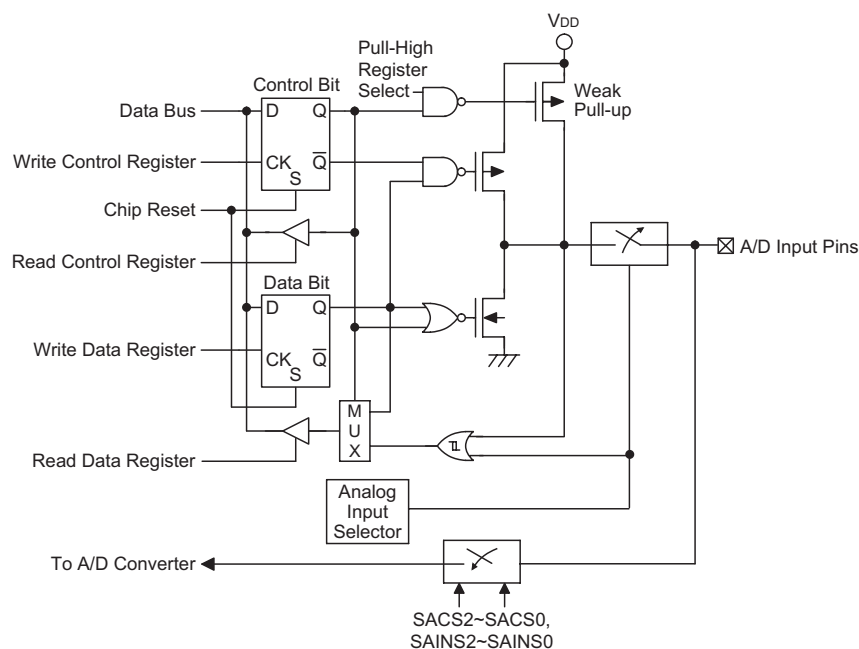 VDD
Pull-High
Register
Select
Control Bit
Weak
Pull-up
Data Bus
D
Q
Write Control Register
CK
Q
S
Chip Reset
Read Control Register
A/D Input Pins
Data Bit
D
Q
Write Data Register
CK
Q
S
M
U
X
Read Data Register
Analog
Input
Selector
To A/D Converter
SACS2~SACS0,
SAINS2~SAINS0